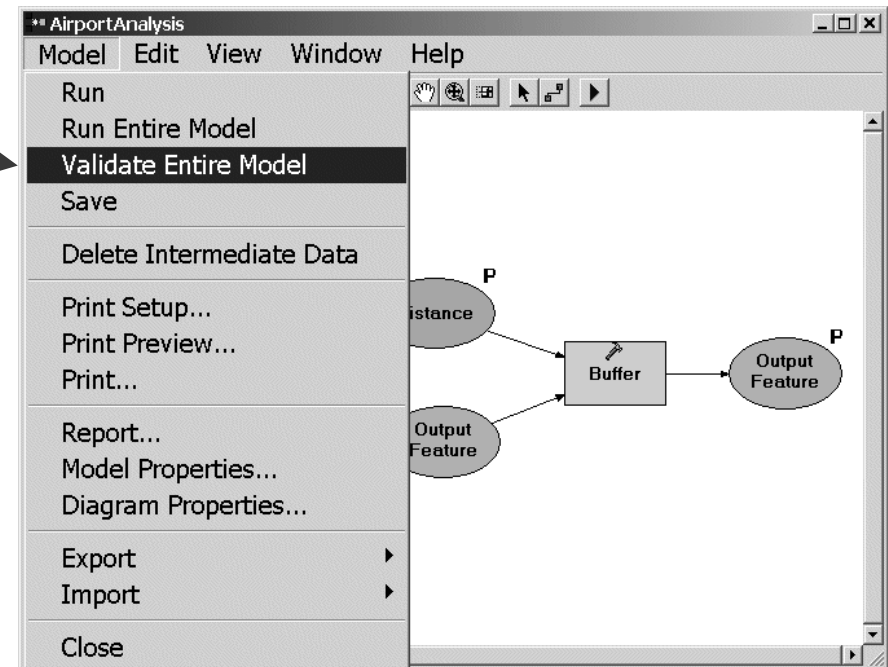 AirportAnalysis
Model Edit View Window Help
Run
Run Entire Model
Validate Entire Model
Save
Delete Intermediate Data
Print Setup...
Print Preview...
Print...
Report...
Model Properties...
Diagram Properties...
Export
Import
Close
P
istance
Buffer
P
Output
Feature
Output
Feature